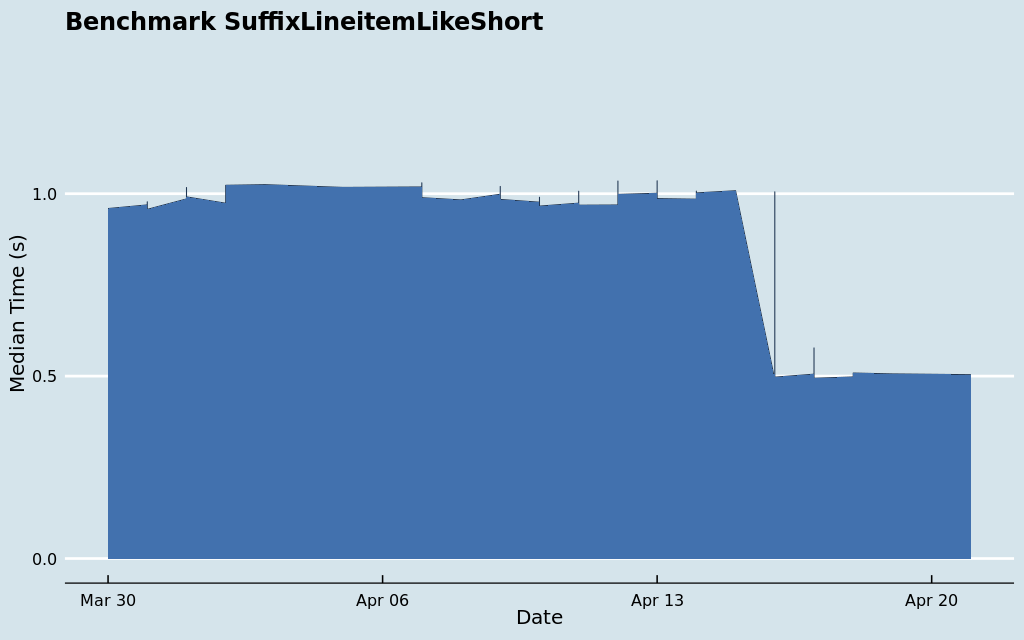 Benchmark SuffixLineitemLikeShort
Median Time (s)
1.0
0.5
0.0
Mar 30 Apr 06 Apr 13 Apr 20
Date